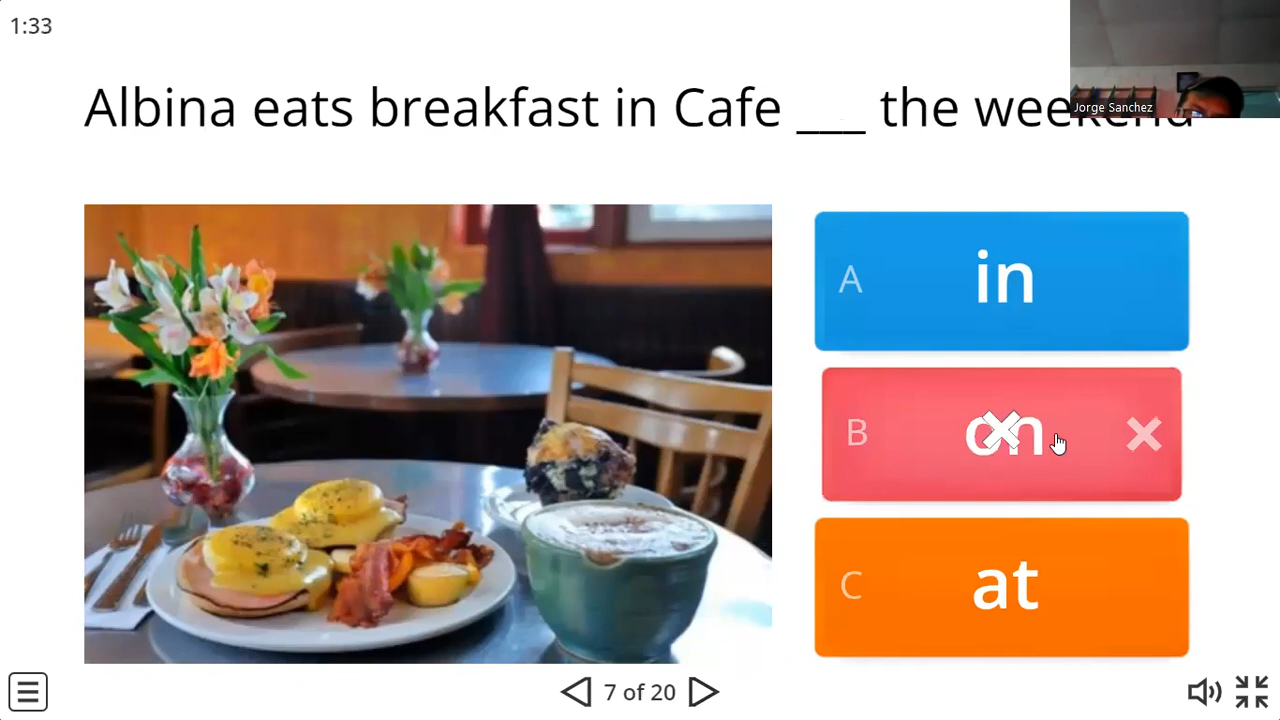 1:33
Albina eats breakfast in Cafe ___ the weekend
Jorge Sanchez
A in
B on
C at
7 of 20